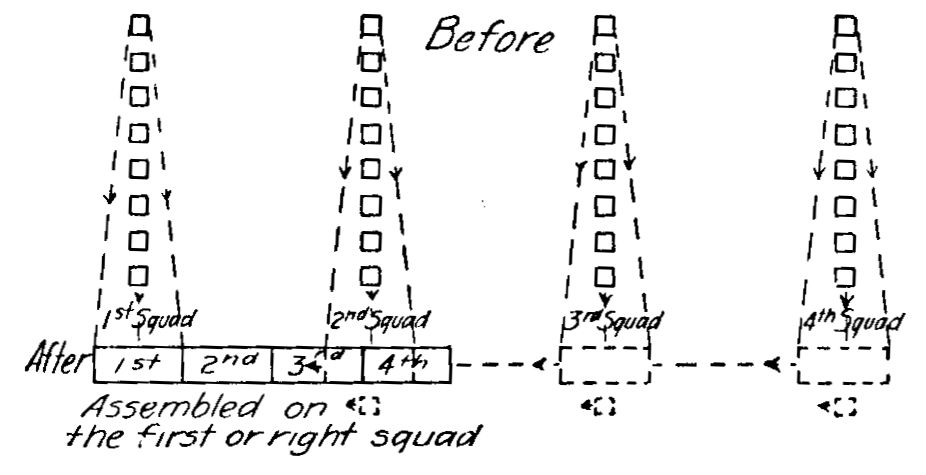 Before
1st Squad 2nd Squad 3rd Squad 4th Squad
After 1st 2nd 3rd 4th
Assembled on
the first or right squad